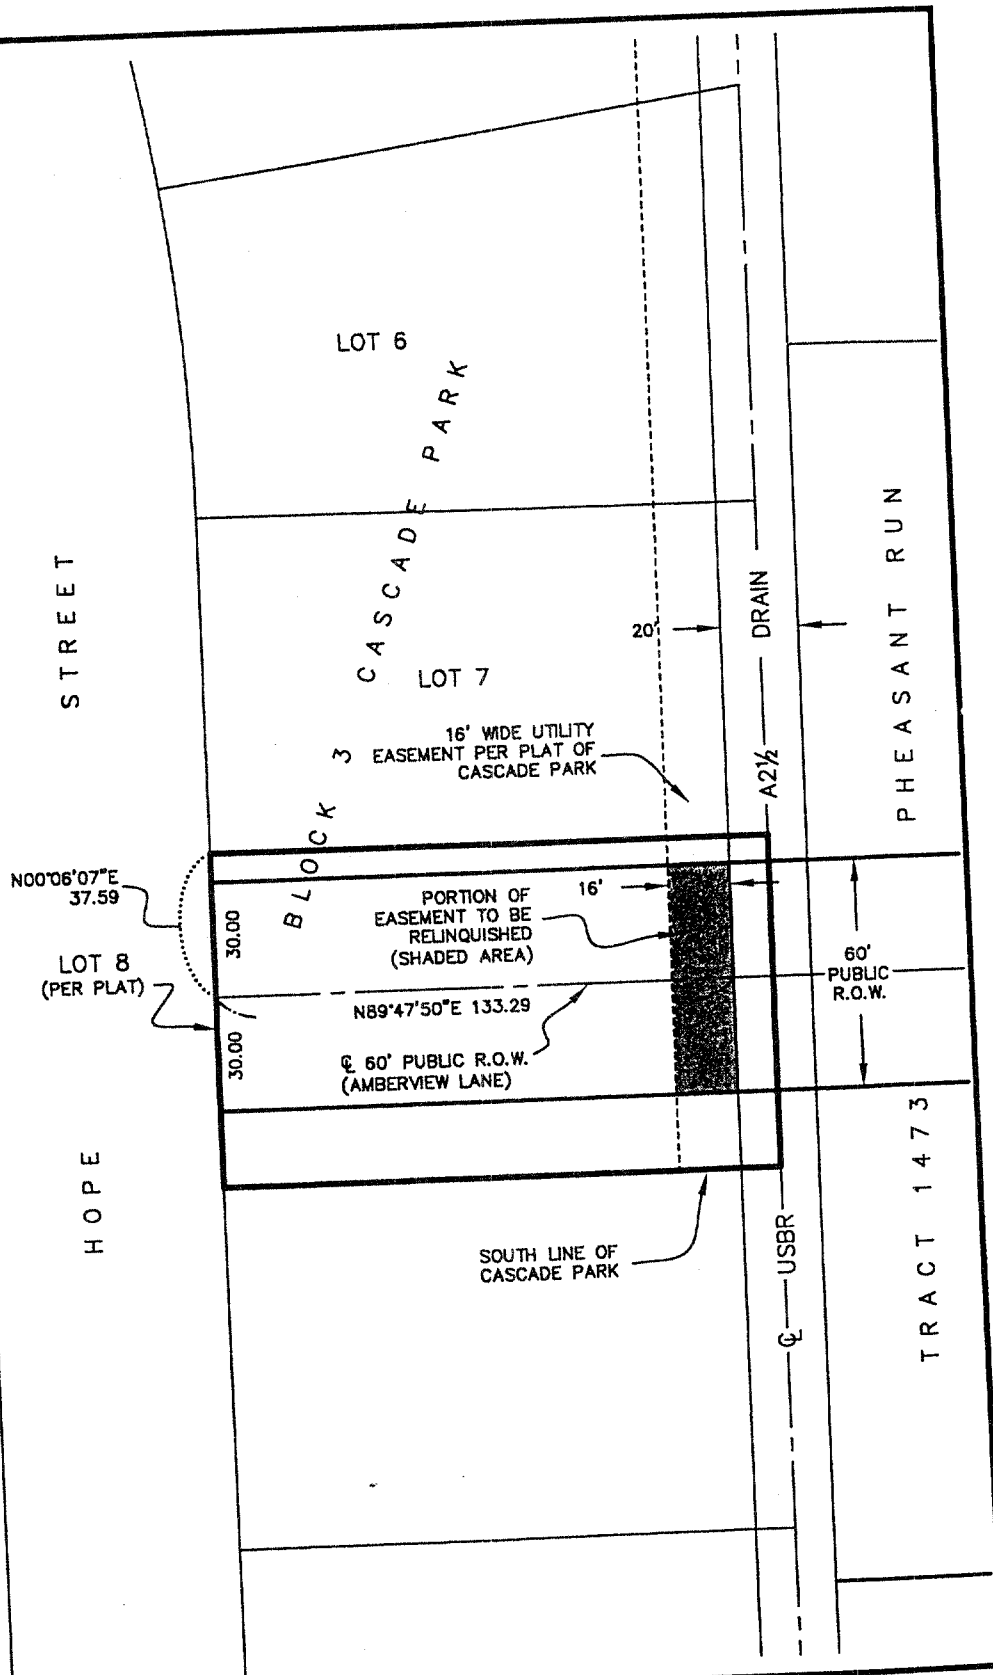 LOT 6
BLOCK 3 CASCADE PARK
STREET
HOPE
LOT 7
20'
DRAIN
A2½
USBR
℄
PHEASANT RUN
16' WIDE UTILITY
EASEMENT PER PLAT OF
CASCADE PARK
N00°06'07"E
37.59
LOT 8
(PER PLAT)
30.00
30.00
PORTION OF
EASEMENT TO BE
RELINQUISHED
(SHADED AREA)
16'
60'
PUBLIC
R.O.W.
N89°47'50"E 133.29
℄ 60' PUBLIC R.O.W.
(AMBERVIEW LANE)
SOUTH LINE OF
CASCADE PARK
TRACT 1473